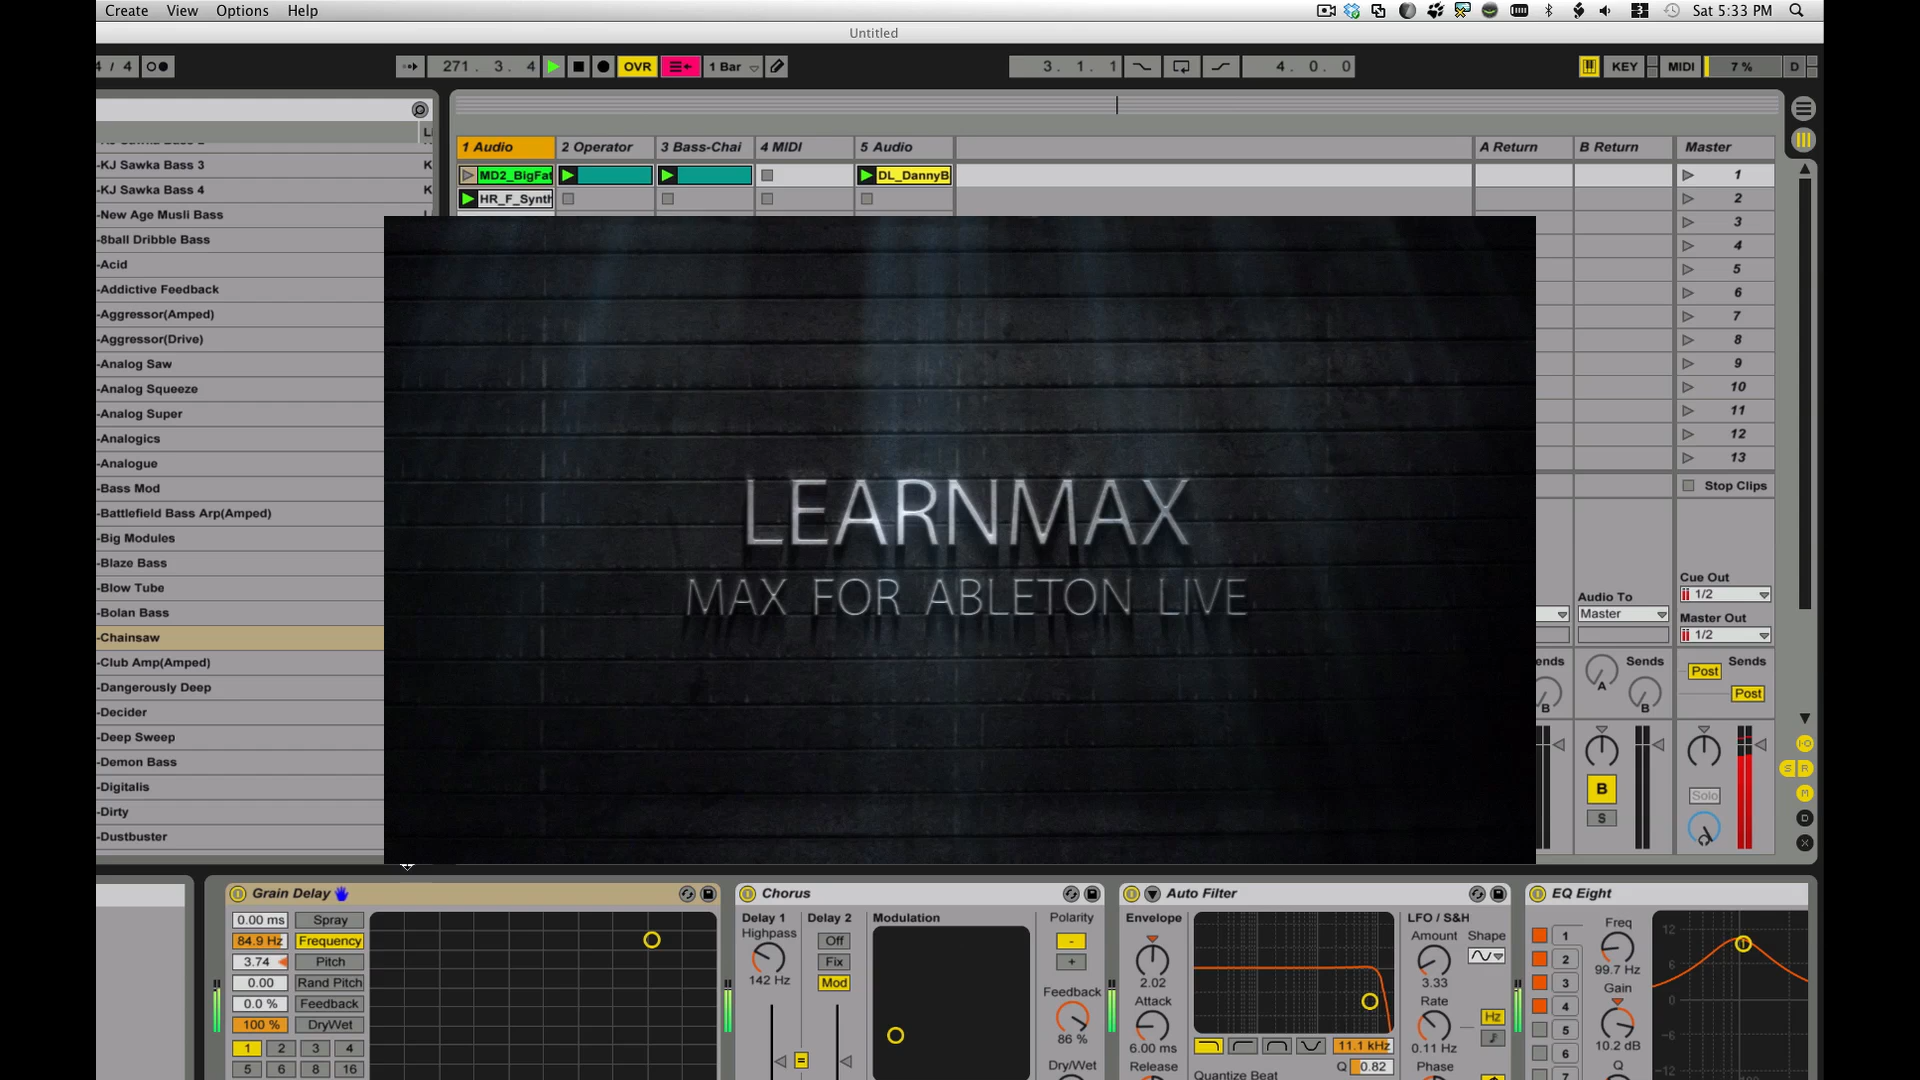 Create View Options Help Sat 5:33 PM
Untitled
/ 4 271. 3. 4 OVR 1 Bar 3. 1. 1 4. 0. 0 KEY MIDI 7 % D
1 Audio 2 Operator 3 Bass-Chai 4 MIDI 5 Audio A Return B Return Master
MD2_BigFat DL_DannyB 1
HR_F_Synth 2
3
4
5
6
7
8
9
10
11
12
13
Stop Clips
KJ Sawka Bass 3 K
KJ Sawka Bass 4 K
New Age Musli Bass
-8ball Dribble Bass
-Acid
-Addictive Feedback
-Aggressor(Amped)
-Aggressor(Drive)
-Analog Saw
-Analog Squeeze
-Analog Super
-Analogics
-Analogue
-Bass Mod
-Battlefield Bass Arp(Amped)
-Big Modules
-Blaze Bass
-Blow Tube
-Bolan Bass
-Chainsaw
-Club Amp(Amped)
-Dangerously Deep
-Decider
-Deep Sweep
-Demon Bass
-Digitalis
-Dirty
-Dustbuster
LEARNMAX
MAX FOR ABLETON LIVE
Cue Out
1/2
Audio To
Master
Master Out
1/2
ends Sends Sends
A Post
B B Post
B Solo
S
I·O
S R
M
D
X
Grain Delay
0.00 ms Spray
84.9 Hz Frequency
3.74 Pitch
0.00 Rand Pitch
0.0 % Feedback
100 % DryWet
1 2 3 4
5 6 8 16
Chorus
Delay 1 Delay 2 Modulation Polarity
Highpass Off -
Fix +
142 Hz Mod
Feedback
86 %
Dry/Wet
Auto Filter
Envelope LFO / S&H
Amount Shape
2.02 3.33
Attack Rate
Hz
6.00 ms 0.11 Hz
11.1 kHz
Release Q 0.82 Phase
Quantize Beat
EQ Eight
1 Freq 12
2 6
3 99.7 Hz
Gain 0
4
5 -6
10.2 dB
6
Q -12
7